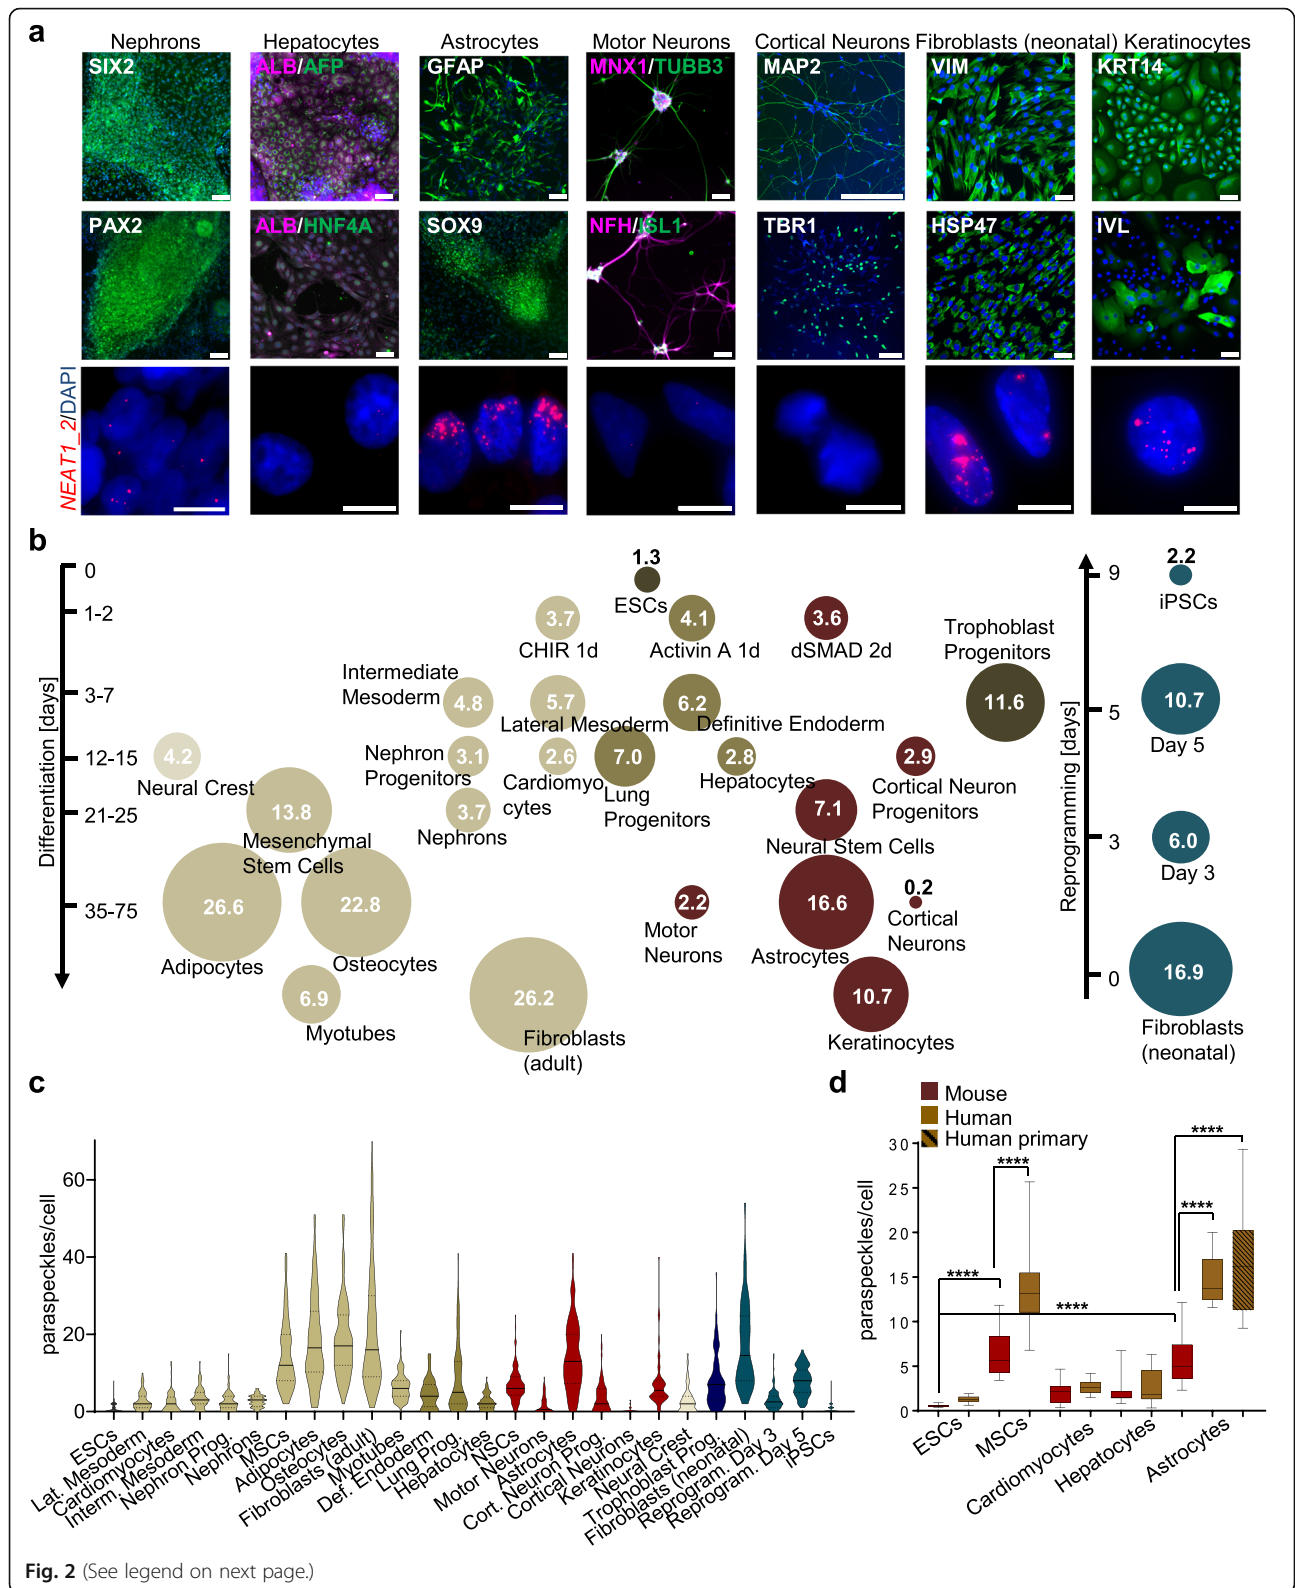 a
Nephrons Hepatocytes Astrocytes Motor Neurons Cortical Neurons Fibroblasts (neonatal) Keratinocytes
SIX2 ALB/AFP GFAP MNX1/TUBB3 MAP2 VIM KRT14
PAX2 ALB/HNF4A SOX9 NFH/ISL1 TBR1 HSP47 IVL
NEAT1_2/DAPI
b
Differentiation [days]
0
1-2
3-7
12-15
21-25
35-75
1.3
ESCs
3.7
CHIR 1d
4.1
Activin A 1d
3.6
dSMAD 2d
Trophoblast
Progenitors
11.6
Intermediate
Mesoderm
4.8
5.7
Lateral Mesoderm
6.2
Definitive Endoderm
4.2
Neural Crest
Nephron
Progenitors
3.1
2.6
Cardiomyo
cytes
7.0
Lung
Progenitors
2.8
Hepatocytes
2.9
Cortical Neuron
Progenitors
13.8
Mesenchymal
Stem Cells
3.7
Nephrons
7.1
Neural Stem Cells
26.6
Adipocytes
22.8
Osteocytes
2.2
Motor
Neurons
16.6
Astrocytes
0.2
Cortical
Neurons
6.9
Myotubes
26.2
Fibroblasts
(adult)
10.7
Keratinocytes
Reprogramming [days]
9
5
3
0
2.2
iPSCs
10.7
Day 5
6.0
Day 3
16.9
Fibroblasts
(neonatal)
c
paraspeckles/cell
60
40
20
0
ESCs
Lat. Mesoderm
Cardiomyocytes
Interm. Mesoderm
Nephron Prog.
Nephrons
MSCs
Adipocytes
Osteocytes
Fibroblasts (adult)
Myotubes
Def. Endoderm
Lung Prog.
Hepatocytes
NSCs
Motor Neurons
Astrocytes
Cort. Neuron Prog.
Cortical Neurons
Keratinocytes
Neural Crest
Trophoblast Prog.
Fibroblasts (neonatal)
Reprogram. Day 3
Reprogram. Day 5
iPSCs
d
Mouse
Human
Human primary
paraspeckles/cell
30
25
20
15
10
5
0
****
****
****
****
****
ESCs
MSCs
Cardiomyocytes
Hepatocytes
Astrocytes
Fig. 2 (See legend on next page.)